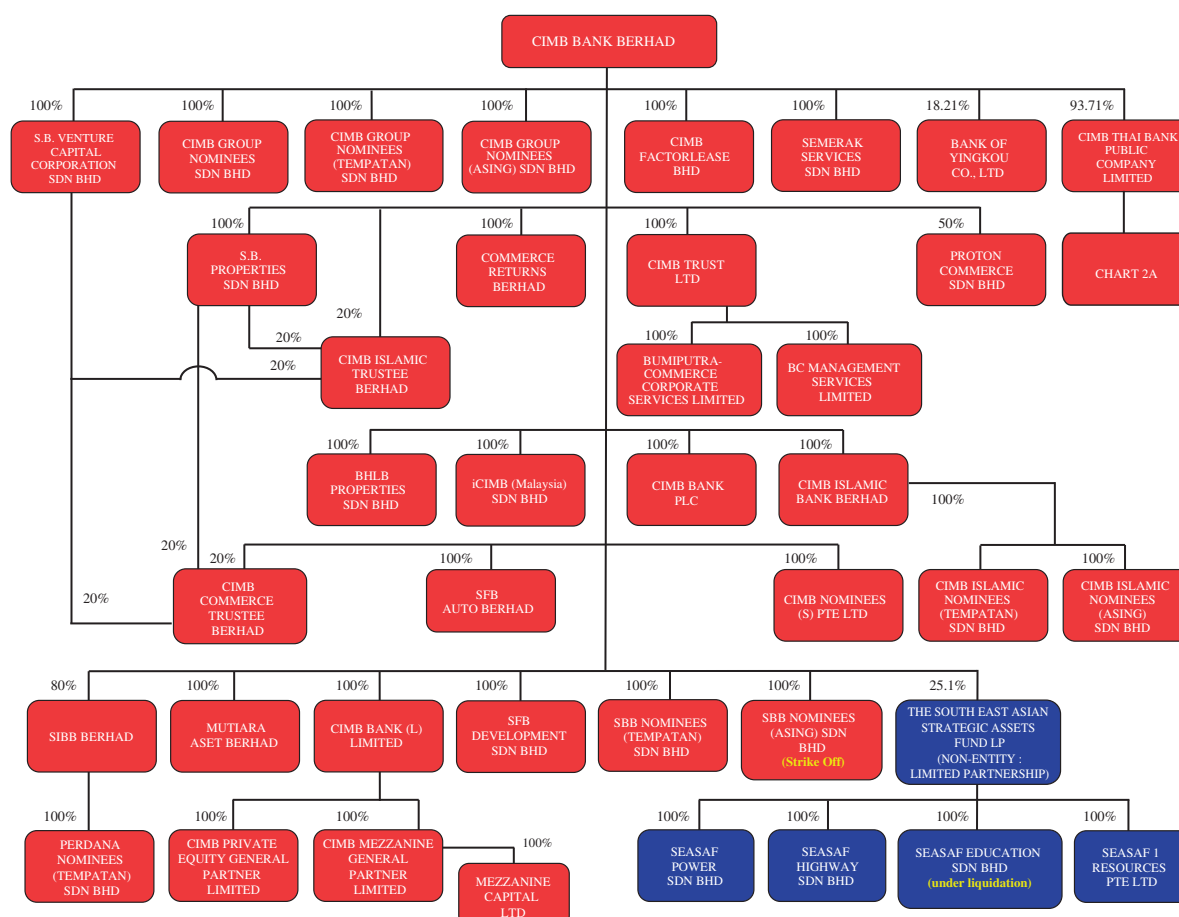 CIMB BANK BERHAD
100%
100%
100%
100%
100%
100%
18.21%
93.71%
S.B. VENTURE
CAPITAL
CORPORATION
SDN BHD
CIMB GROUP
NOMINEES
SDN BHD
CIMB GROUP
NOMINEES
(TEMPATAN)
SDN BHD
CIMB GROUP
NOMINEES
(ASING) SDN BHD
CIMB
FACTORLEASE
BHD
SEMERAK
SERVICES
SDN BHD
BANK OF
YINGKOU
CO., LTD
CIMB THAI BANK
PUBLIC
COMPANY
LIMITED
100%
100%
100%
50%
S.B.
PROPERTIES
SDN BHD
COMMERCE
RETURNS
BERHAD
CIMB TRUST
LTD
PROTON
COMMERCE
SDN BHD
CHART 2A
20%
20%
20%
CIMB ISLAMIC
TRUSTEE
BERHAD
100%
100%
BUMIPUTRA-
COMMERCE
CORPORATE
SERVICES LIMITED
BC MANAGEMENT
SERVICES
LIMITED
100%
100%
100%
100%
BHLB
PROPERTIES
SDN BHD
iCIMB (Malaysia)
SDN BHD
CIMB BANK
PLC
CIMB ISLAMIC
BANK BERHAD
100%
20%
20%
100%
100%
100%
100%
20%
CIMB
COMMERCE
TRUSTEE
BERHAD
SFB
AUTO BERHAD
CIMB NOMINEES
(S) PTE LTD
CIMB ISLAMIC
NOMINEES
(TEMPATAN)
SDN BHD
CIMB ISLAMIC
NOMINEES
(ASING)
SDN BHD
80%
100%
100%
100%
100%
100%
25.1%
SIBB BERHAD
MUTIARA
ASET BERHAD
CIMB BANK (L)
LIMITED
SFB
DEVELOPMENT
SDN BHD
SBB NOMINEES
(TEMPATAN)
SDN BHD
SBB NOMINEES
(ASING) SDN
BHD
(Strike Off)
THE SOUTH EAST ASIAN
STRATEGIC ASSETS
FUND LP
(NON-ENTITY :
LIMITED PARTNERSHIP)
100%
100%
100%
100%
100%
100%
100%
100%
PERDANA
NOMINEES
(TEMPATAN)
SDN BHD
CIMB PRIVATE
EQUITY GENERAL
PARTNER
LIMITED
CIMB MEZZANINE
GENERAL
PARTNER
LIMITED
MEZZANINE
CAPITAL
LTD
SEASAF
POWER
SDN BHD
SEASAF
HIGHWAY
SDN BHD
SEASAF EDUCATION
SDN BHD
(under liquidation)
SEASAF 1
RESOURCES
PTE LTD